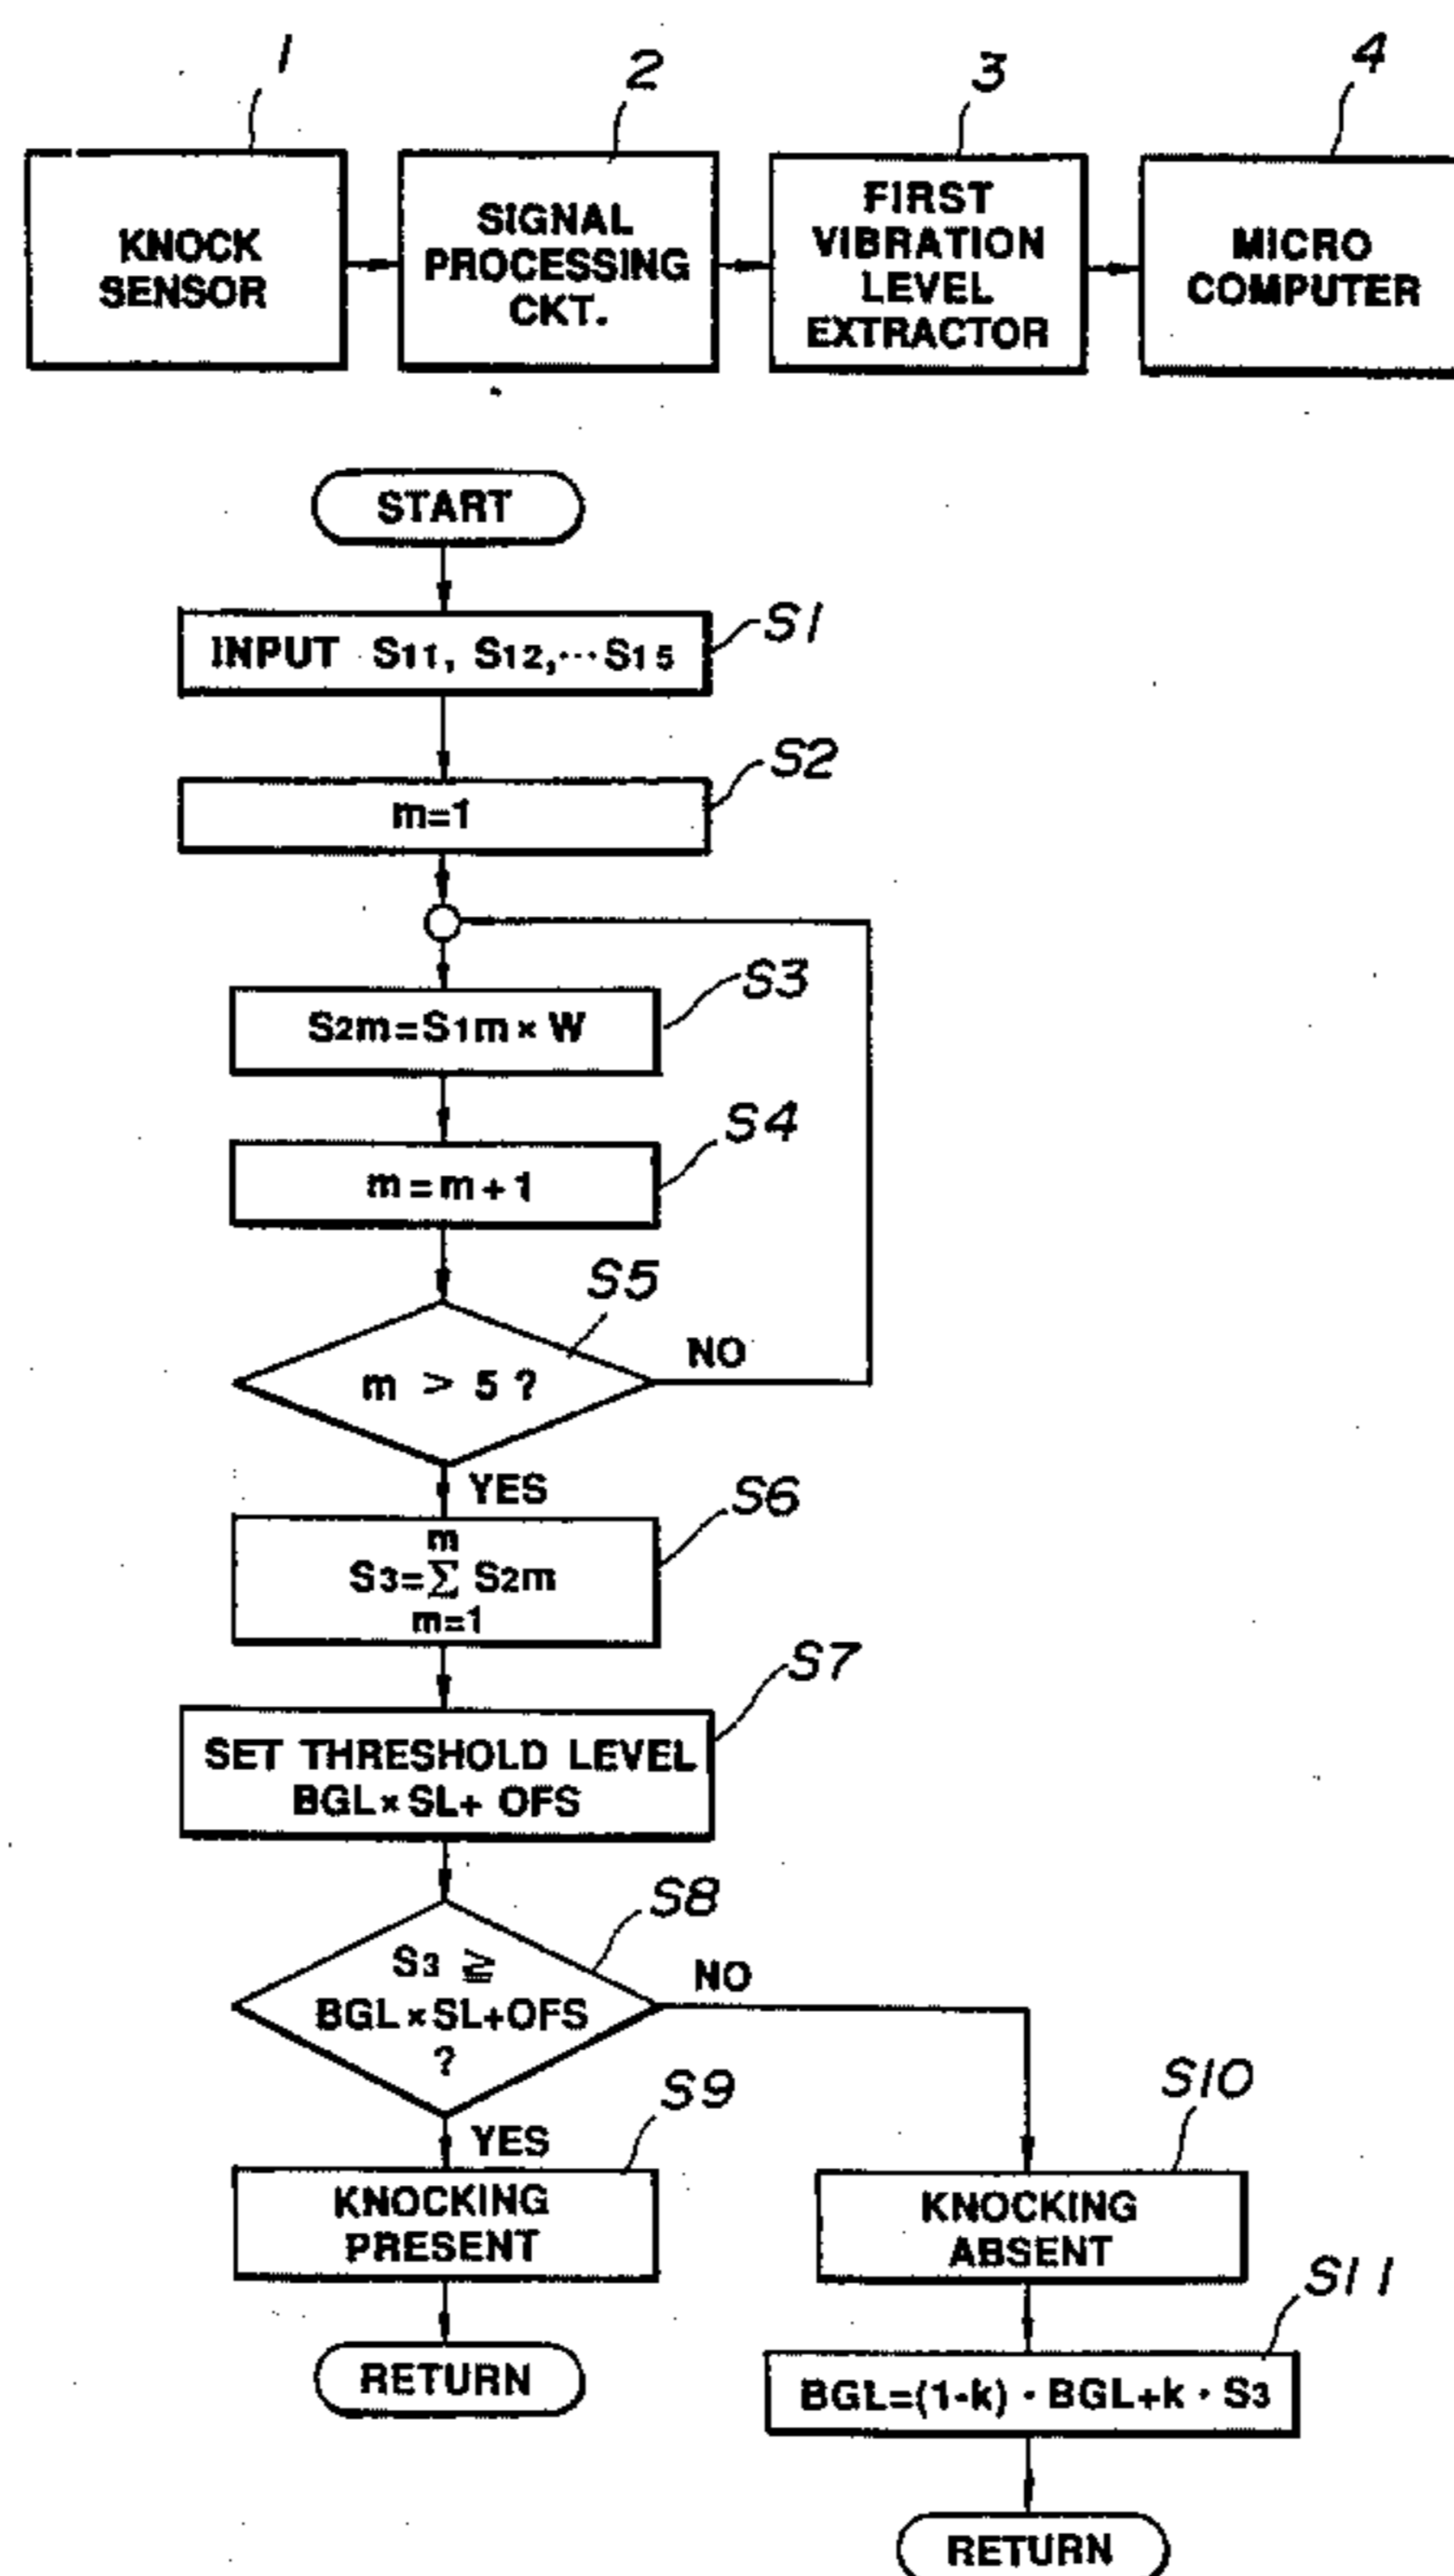 1
2
3
4
KNOCK
SENSOR
SIGNAL
PROCESSING
CKT.
FIRST
VIBRATION
LEVEL
EXTRACTOR
MICRO
COMPUTER
START
S1
INPUT S11, S12,···S15
S2
m=1
S3
S2m=S1m×W
S4
m=m+1
S5
m > 5 ?
NO
YES
S6
m
S3=Σ S2m
m=1
S7
SET THRESHOLD LEVEL
BGL×SL+ OFS
S8
S3 ≧
BGL×SL+OFS
?
NO
YES
S9
KNOCKING
PRESENT
S10
KNOCKING
ABSENT
RETURN
S11
BGL=(1-k)·BGL+k·S3
RETURN